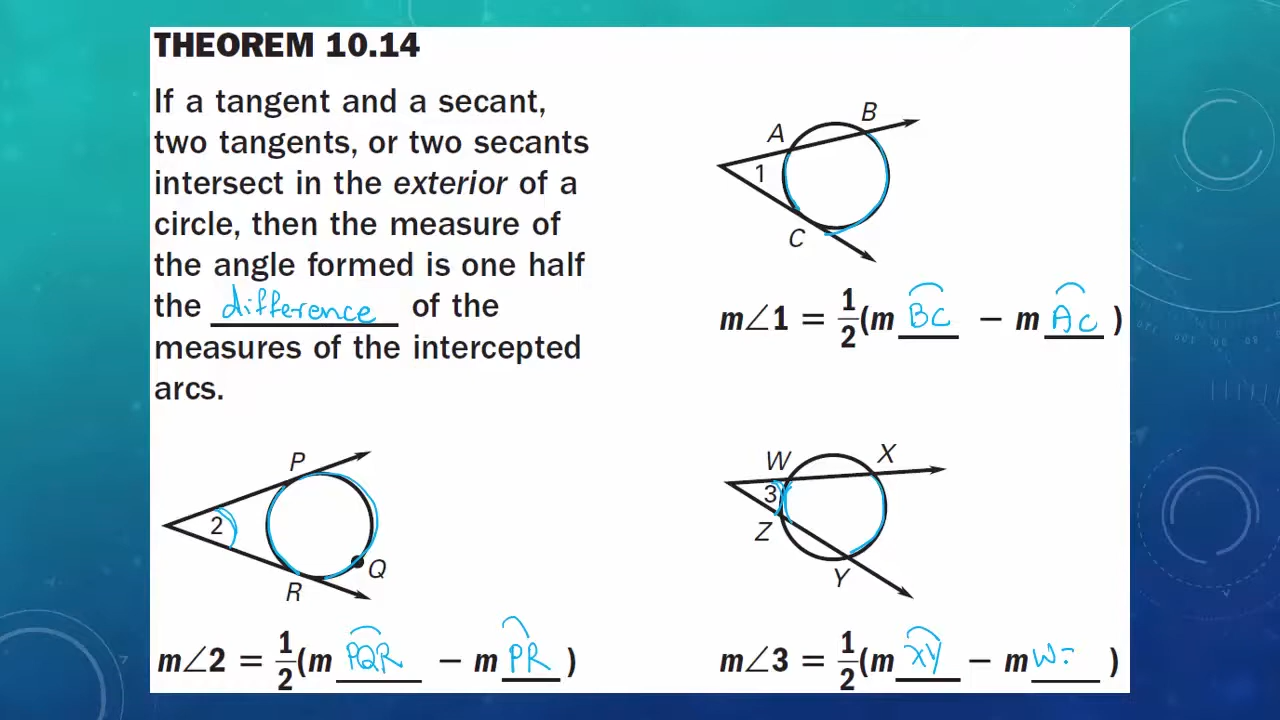 THEOREM 10.14
If a tangent and a secant,
two tangents, or two secants
intersect in the exterior of a
circle, then the measure of
the angle formed is one half
the difference of the
measures of the intercepted
arcs.
A
B
1
C
m∠1 = 1/2(m BC − m AC )
P
2
Q
R
m∠2 = 1/2(m PQR − m PR )
W
X
3
Z
Y
m∠3 = 1/2(m XY − m W )